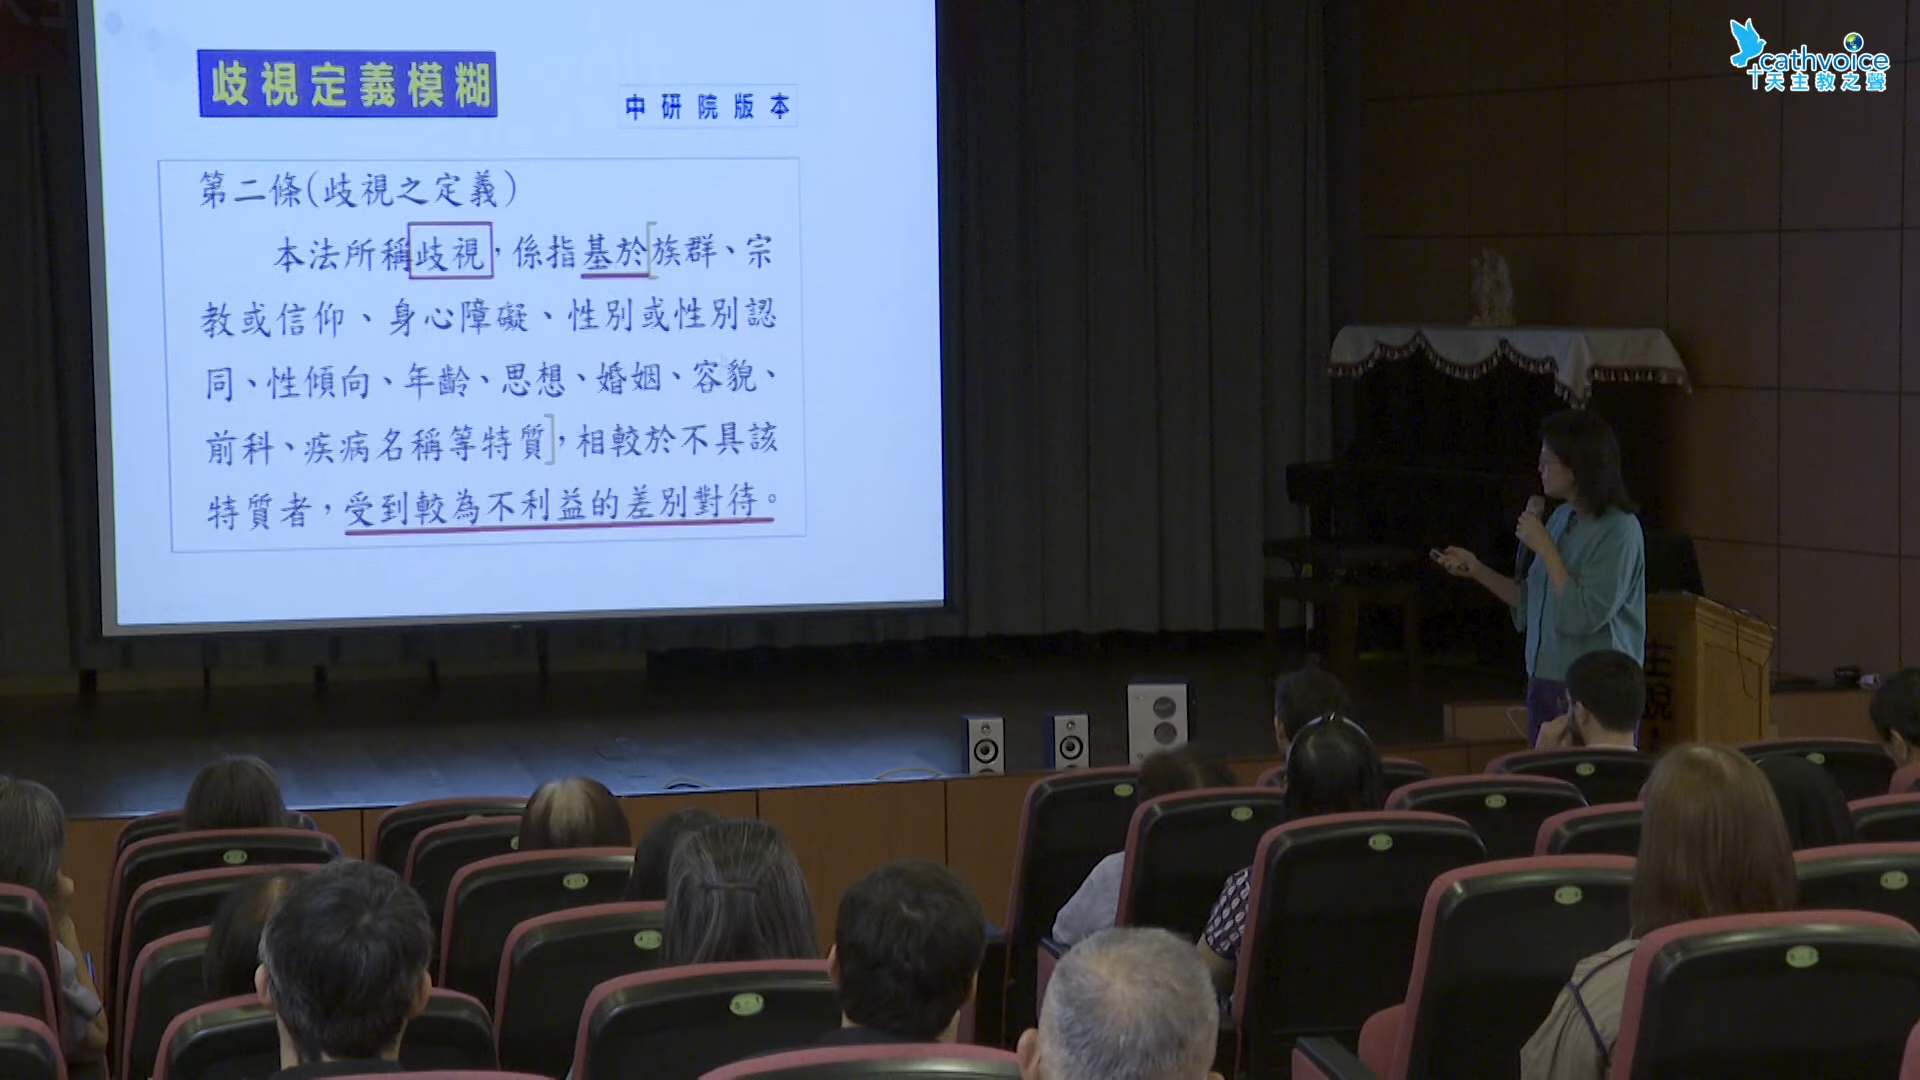 歧視定義模糊
中研院版本
第二條(歧視之定義)
本法所稱歧視,係指基於族群、宗
教或信仰、身心障礙、性別或性別認
同、性傾向、年齡、思想、婚姻、容貌、
前科、疾病名稱等特質,相較於不具該
特質者,受到較為不利益的差別對待。
cathvoice
天主教之聲